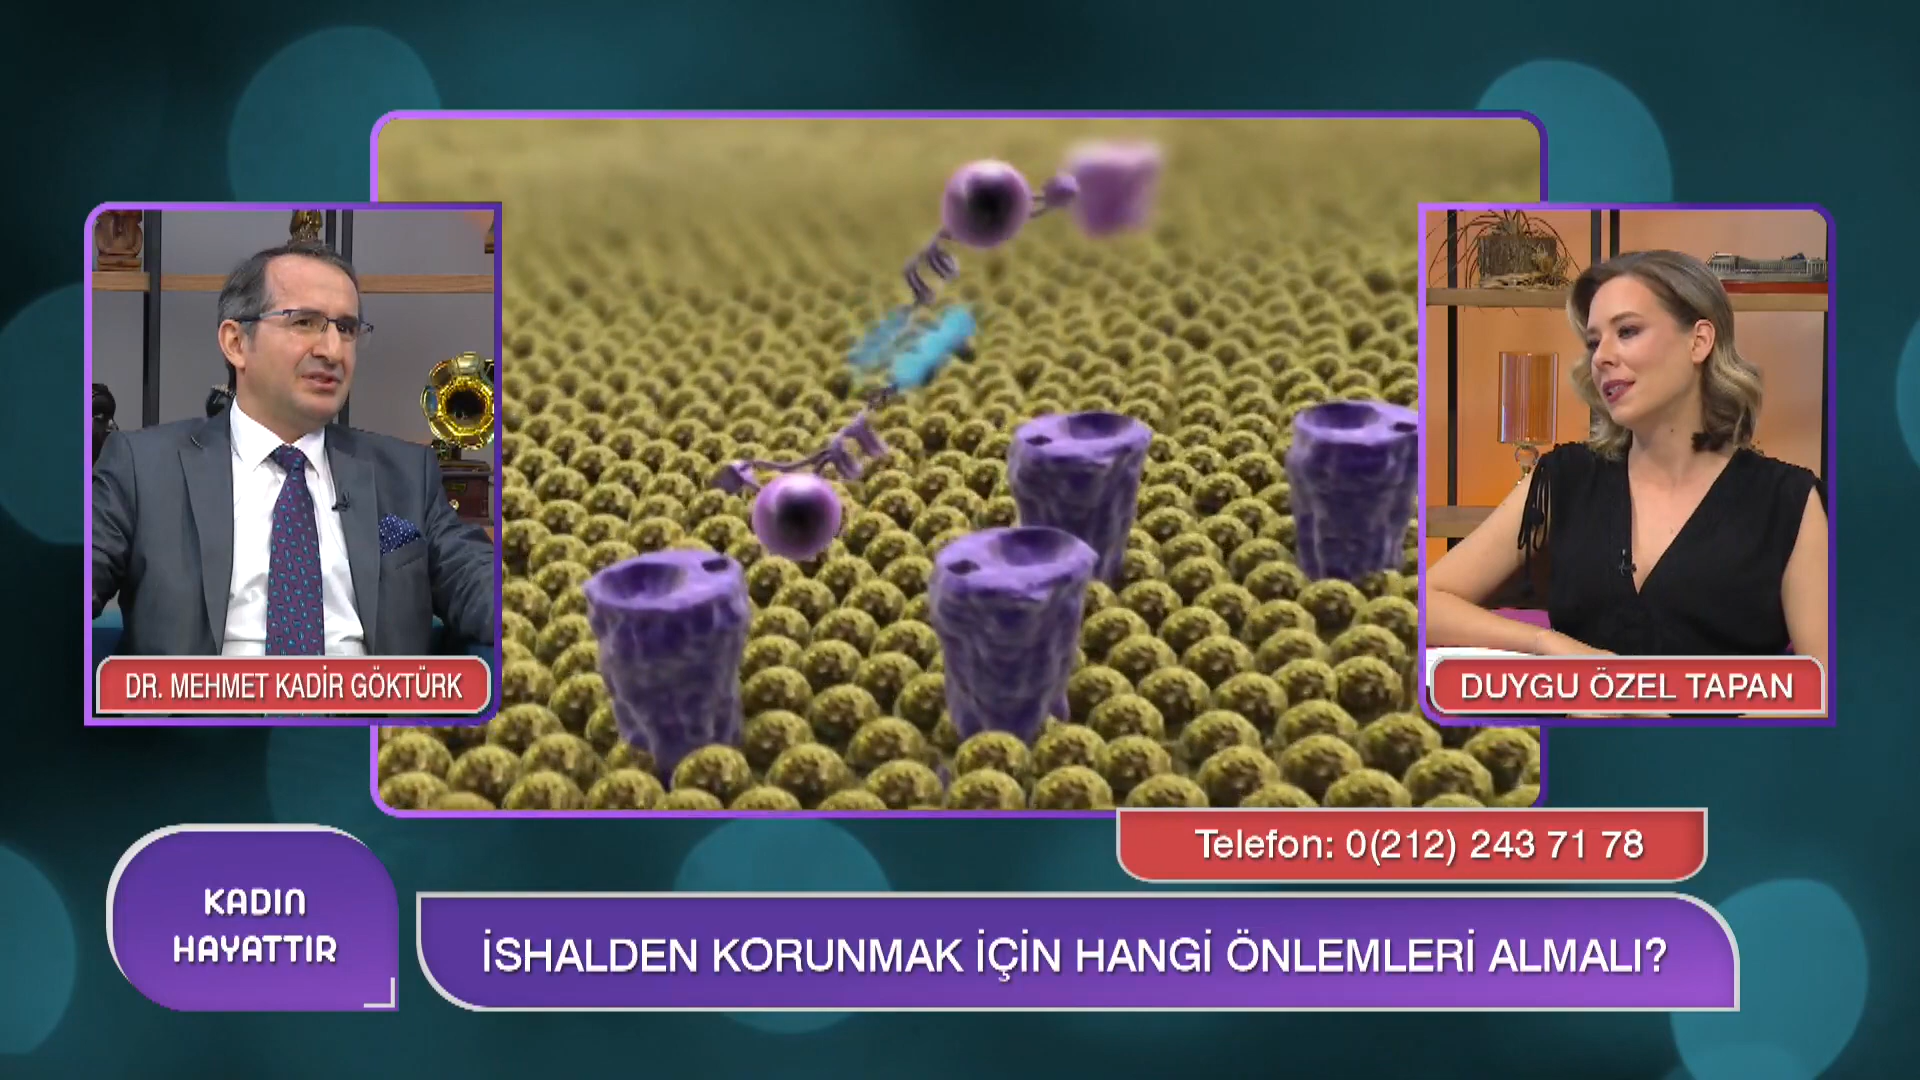 DR. MEHMET KADİR GÖKTÜRK
DUYGU ÖZEL TAPAN
Telefon: 0(212) 243 71 78
KADIN
HAYATTIR
İSHALDEN KORUNMAK İÇİN HANGİ ÖNLEMLERİ ALMALI?